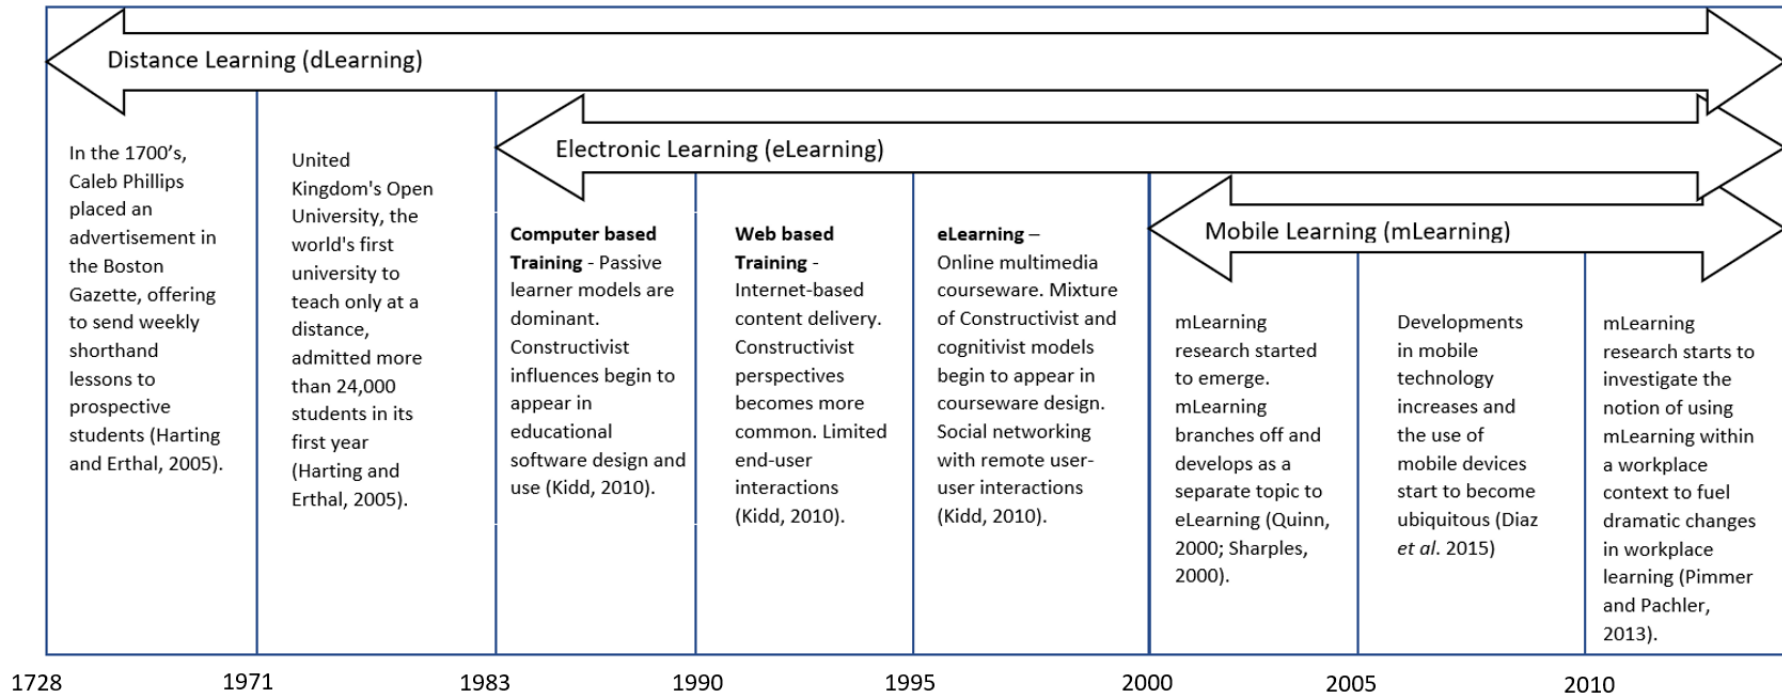 Distance Learning (dLearning)
Electronic Learning (eLearning)
Mobile Learning (mLearning)
In the 1700’s,
Caleb Phillips
placed an
advertisement in
the Boston
Gazette, offering
to send weekly
shorthand
lessons to
prospective
students (Harting
and Erthal, 2005).
United
Kingdom's Open
University, the
world's first
university to
teach only at a
distance,
admitted more
than 24,000
students in its
first year
(Harting and
Erthal, 2005).
Computer based
Training - Passive
learner models are
dominant.
Constructivist
influences begin to
appear in
educational
software design and
use (Kidd, 2010).
Web based
Training -
Internet-based
content delivery.
Constructivist
perspectives
becomes more
common. Limited
end-user
interactions
(Kidd, 2010).
eLearning –
Online multimedia
courseware. Mixture
of Constructivist and
cognitivist models
begin to appear in
courseware design.
Social networking
with remote user-
user interactions
(Kidd, 2010).
mLearning
research started
to emerge.
mLearning
branches off and
develops as a
separate topic to
eLearning (Quinn,
2000; Sharples,
2000).
Developments
in mobile
technology
increases and
the use of
mobile devices
start to become
ubiquitous (Diaz
et al. 2015)
mLearning
research starts to
investigate the
notion of using
mLearning within
a workplace
context to fuel
dramatic changes
in workplace
learning (Pimmer
and Pachler,
2013).
1728 1971 1983 1990 1995 2000 2005 2010